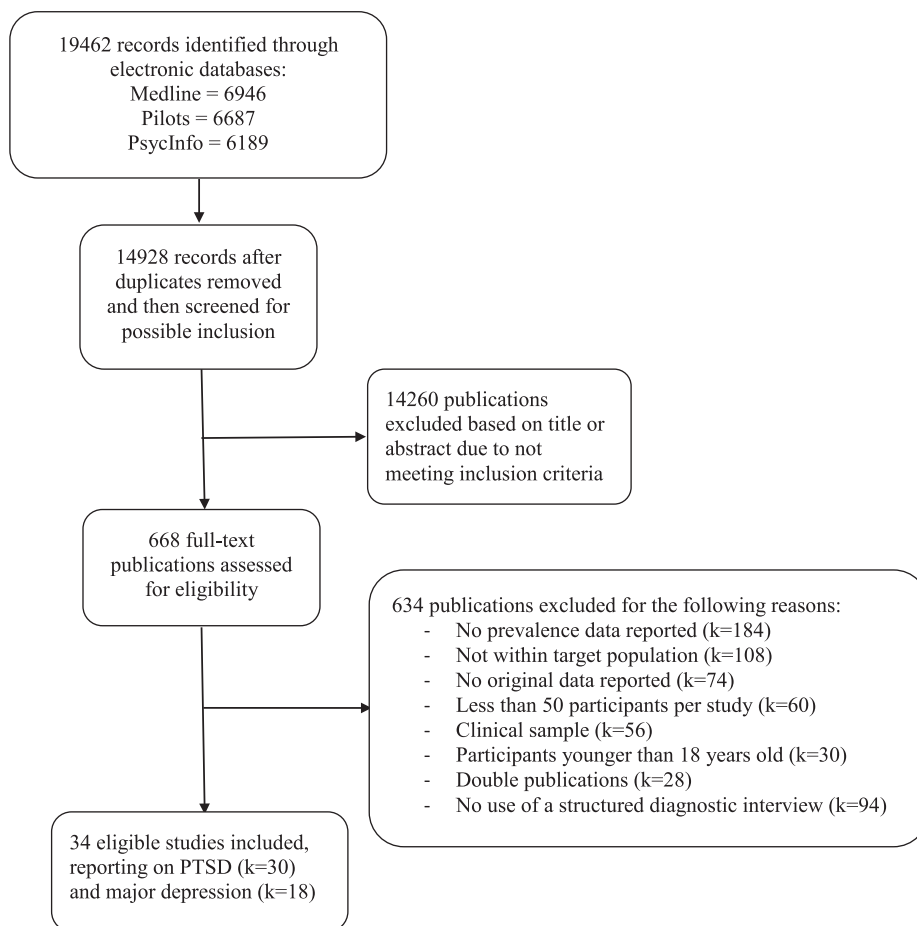 19462 records identified through
electronic databases:
Medline = 6946
Pilots = 6687
PsycInfo = 6189
14928 records after
duplicates removed
and then screened for
possible inclusion
14260 publications
excluded based on title or
abstract due to not
meeting inclusion criteria
668 full-text
publications assessed
for eligibility
634 publications excluded for the following reasons:
- No prevalence data reported (k=184)
- Not within target population (k=108)
- No original data reported (k=74)
- Less than 50 participants per study (k=60)
- Clinical sample (k=56)
- Participants younger than 18 years old (k=30)
- Double publications (k=28)
- No use of a structured diagnostic interview (k=94)
34 eligible studies included,
reporting on PTSD (k=30)
and major depression (k=18)